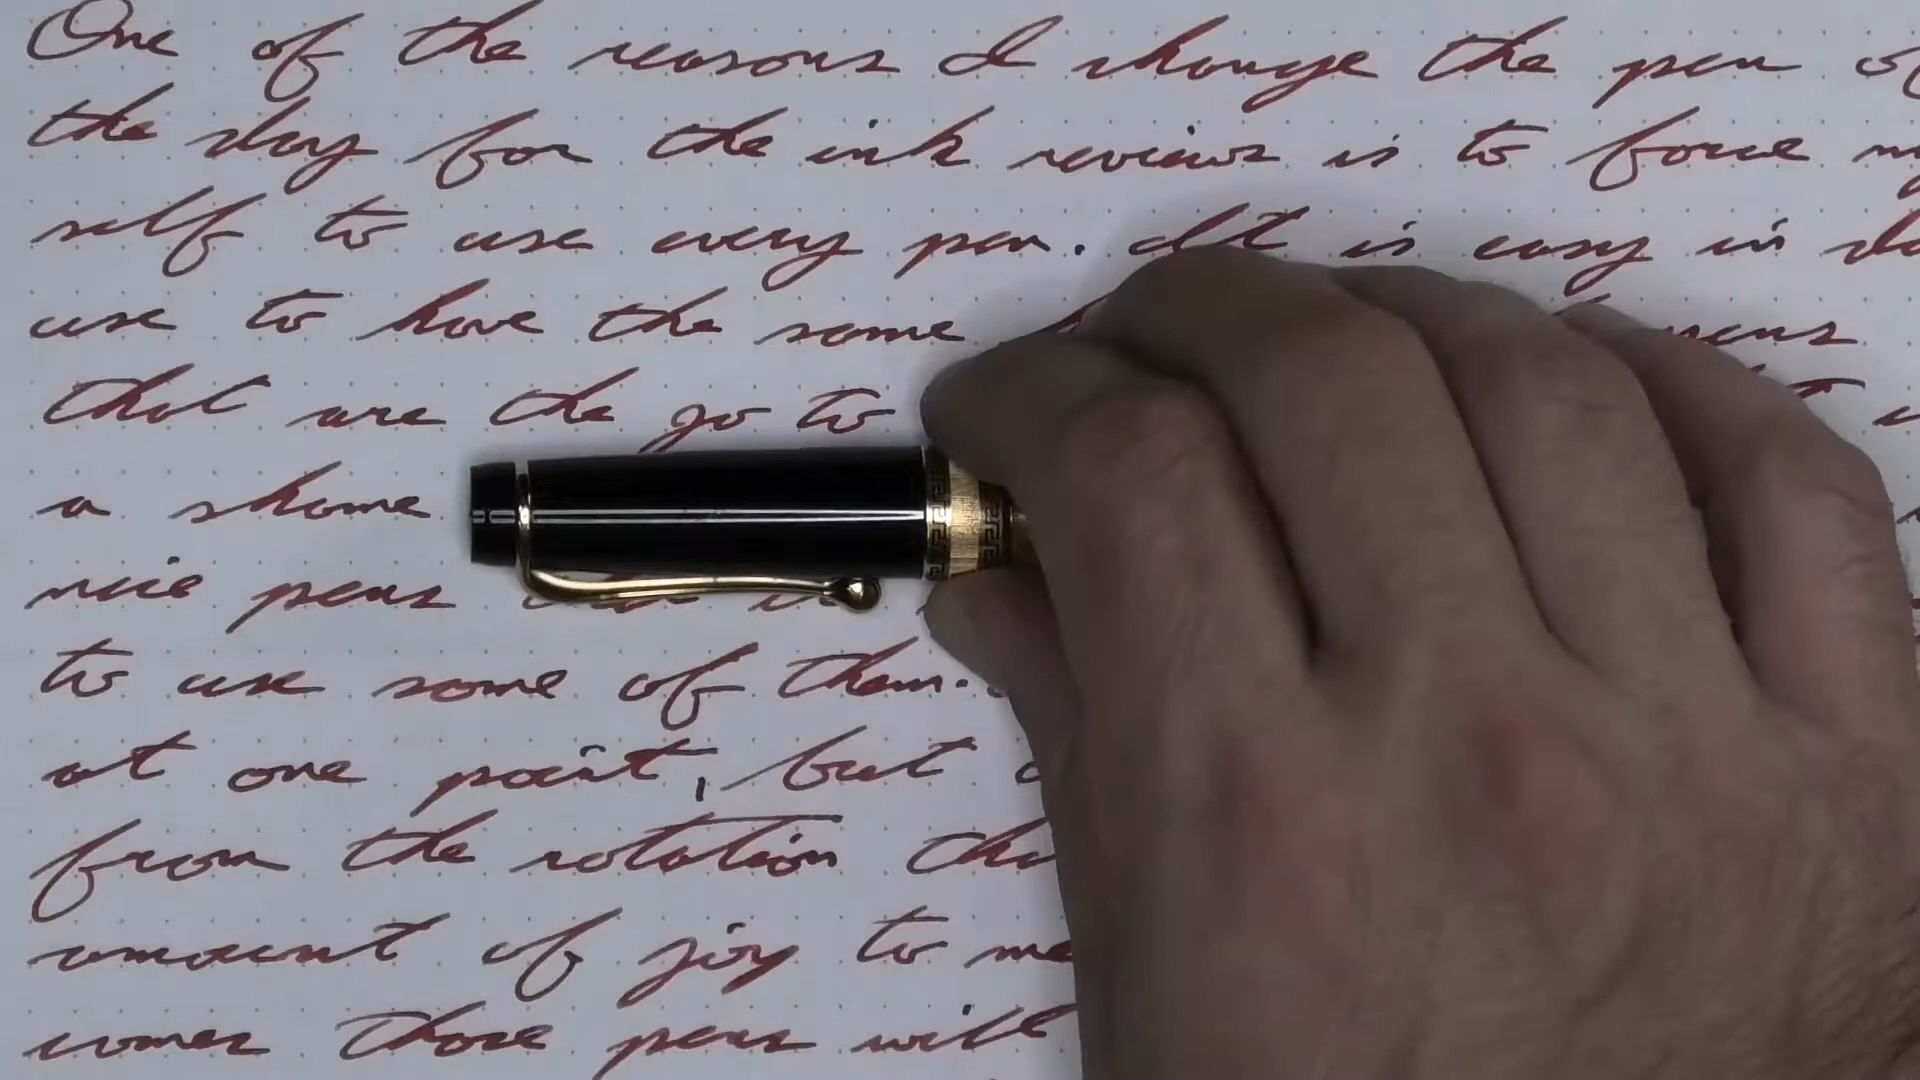 One of the reasons I change the pen of
the day for the ink reviews is to force my
self to use every pen. It is easy in
use to have the same pens
that are the go to
a shame
nice pens
to use some of them.
at one point, but
from the rotation
amount of joy to me
comes those pens will